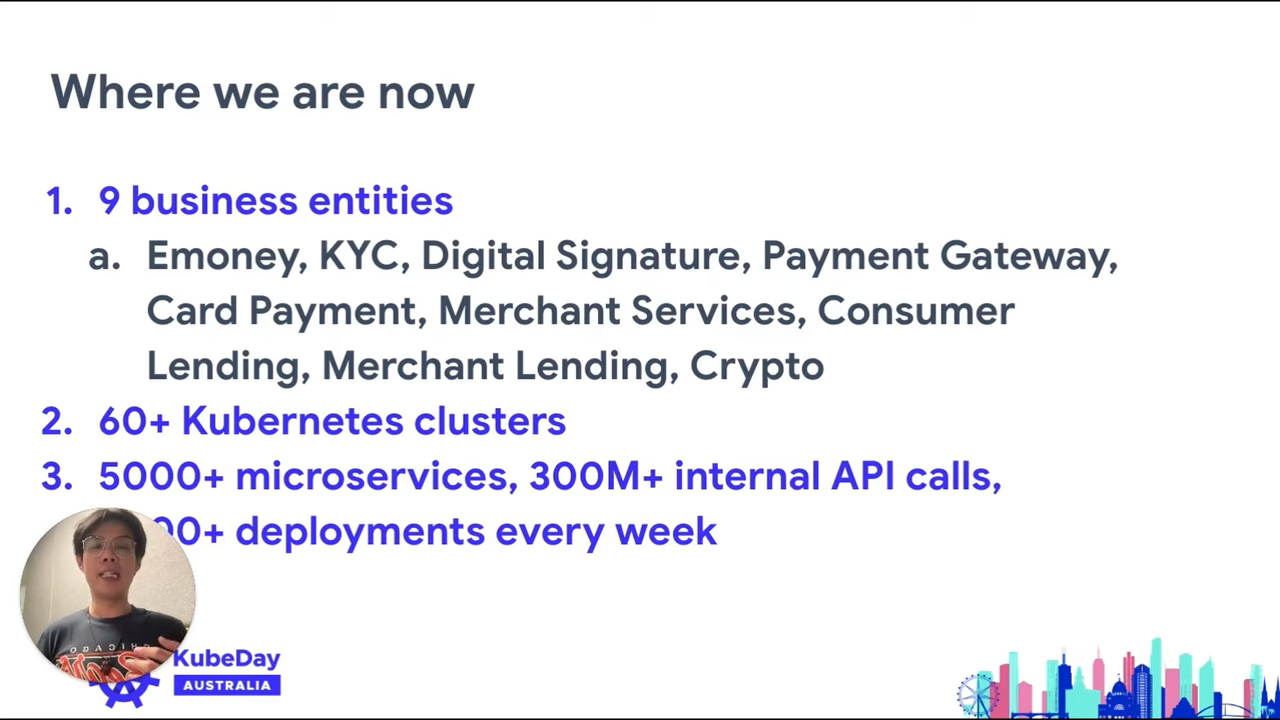 Where we are now
1. 9 business entities
a. Emoney, KYC, Digital Signature, Payment Gateway,
Card Payment, Merchant Services, Consumer
Lending, Merchant Lending, Crypto
2. 60+ Kubernetes clusters
3. 5000+ microservices, 300M+ internal API calls,
deployments every week
KubeDay
AUSTRALIA